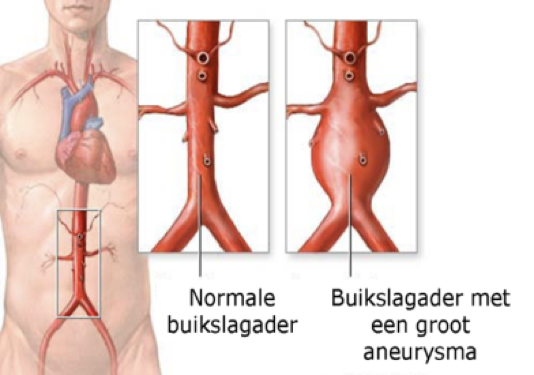 Normale
buikslagader
Buikslagader met
een groot
aneurysma